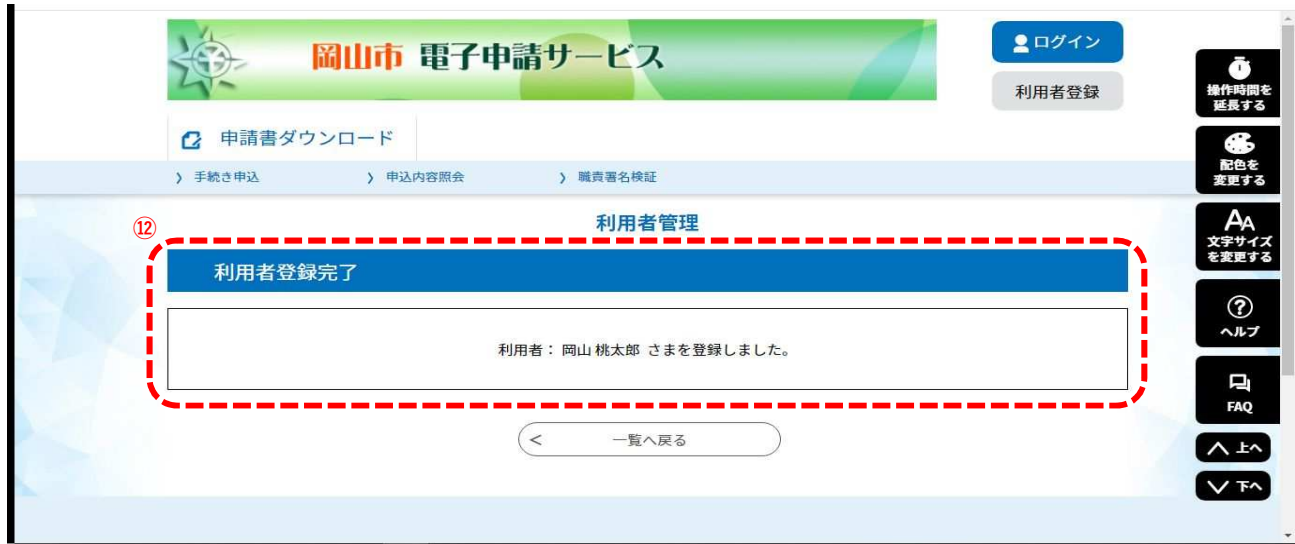 岡山市 電子申請サービス
ログイン
利用者登録
申請書ダウンロード
手続き申込
申込内容照会
職責署名検証
利用者管理
⑫
利用者登録完了
利用者： 岡山 桃太郎 さまを登録しました。
< 一覧へ戻る
操作時間を
延長する
配色を
変更する
AA
文字サイズ
を変更する
?
ヘルプ
FAQ
上へ
下へ